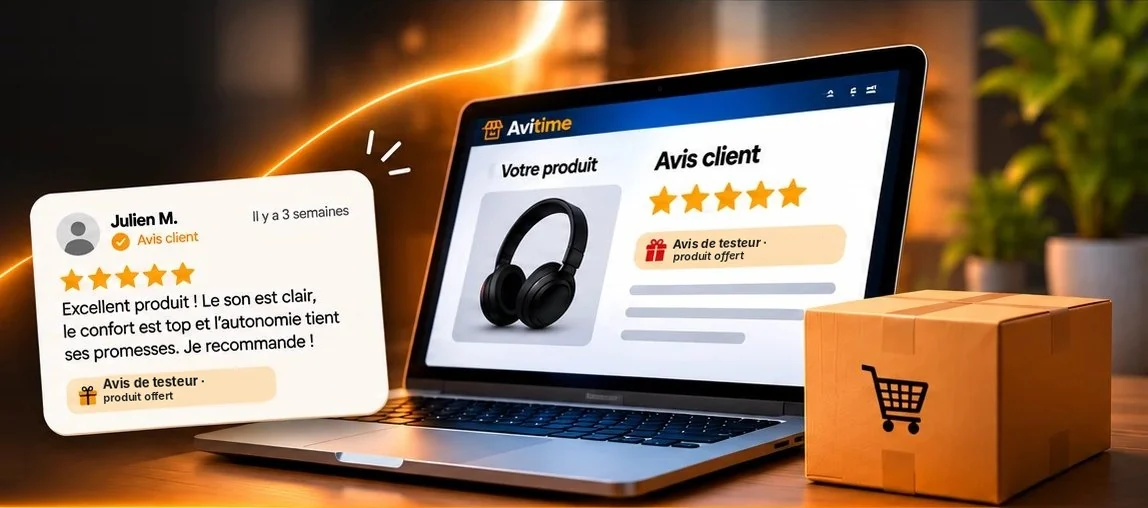 Julien M.
Il y a 3 semaines
Avis client
Excellent produit ! Le son est clair,
le confort est top et l'autonomie tient
ses promesses. Je recommande !
Avis de testeur ·
produit offert
Avitime
Votre produit
Avis client
Avis de testeur ·
produit offert